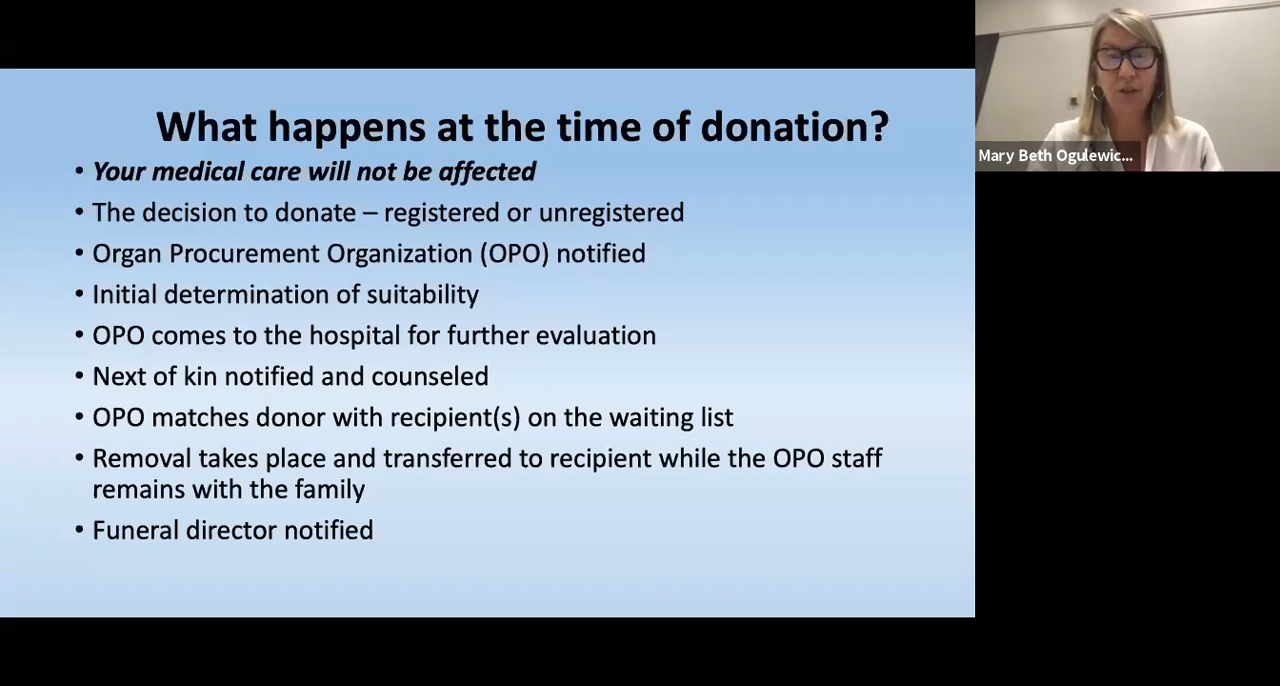 What happens at the time of donation?
• Your medical care will not be affected
• The decision to donate – registered or unregistered
• Organ Procurement Organization (OPO) notified
• Initial determination of suitability
• OPO comes to the hospital for further evaluation
• Next of kin notified and counseled
• OPO matches donor with recipient(s) on the waiting list
• Removal takes place and transferred to recipient while the OPO staff
remains with the family
• Funeral director notified
Mary Beth Ogulewic...